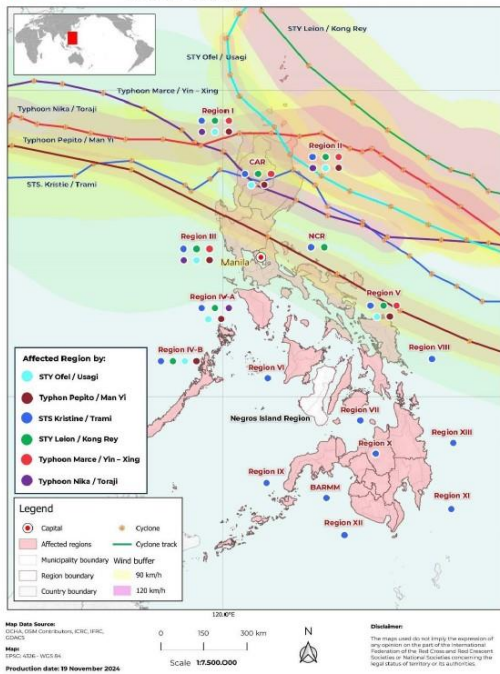 STY Leion / Kong Rey
STY Ofel / Usagi
Typhoon Marce / Yin – Xing
Typhoon Nika / Toraji
Region I
Typhoon Pepito / Man Yi
Region II
CAR
STS. Kristie / Trami
Region III
NCR
Manila
Region IV-A
Region V
Region IV-B
Region VIII
Region VI
Affected Region by:
STY Ofel / Usagi
Typhon Pepito / Man Yi
STS Kristine / Trami
STY Leion / Kong Rey
Typhoon Marce / Yin – Xing
Typhoon Nika / Toraji
Negros Island Region
Region VII
Region X
Region XIII
Region IX
BARMM
Region XI
Region XII
Legend
Capital
Cyclone
Affected regions
Cyclone track
Municipality boundary
Wind buffer
Region boundary
90 km/h
Country boundary
120 km/h
120.0°E
Map Data Source:
OCHA, OSM Contributors, ICRC, IFRC,
GDACS
Map:
EPSG: 4326 - WGS 84
Production date: 19 November 2024
0 150 300 km
Scale 1:7.500.000
N
Disclaimer:
The maps used do not imply the expression of
any opinion on the part of the International
Federation of the Red Cross and Red Crescent
Societies or National Societies concerning the
legal status of territory or its authorities.